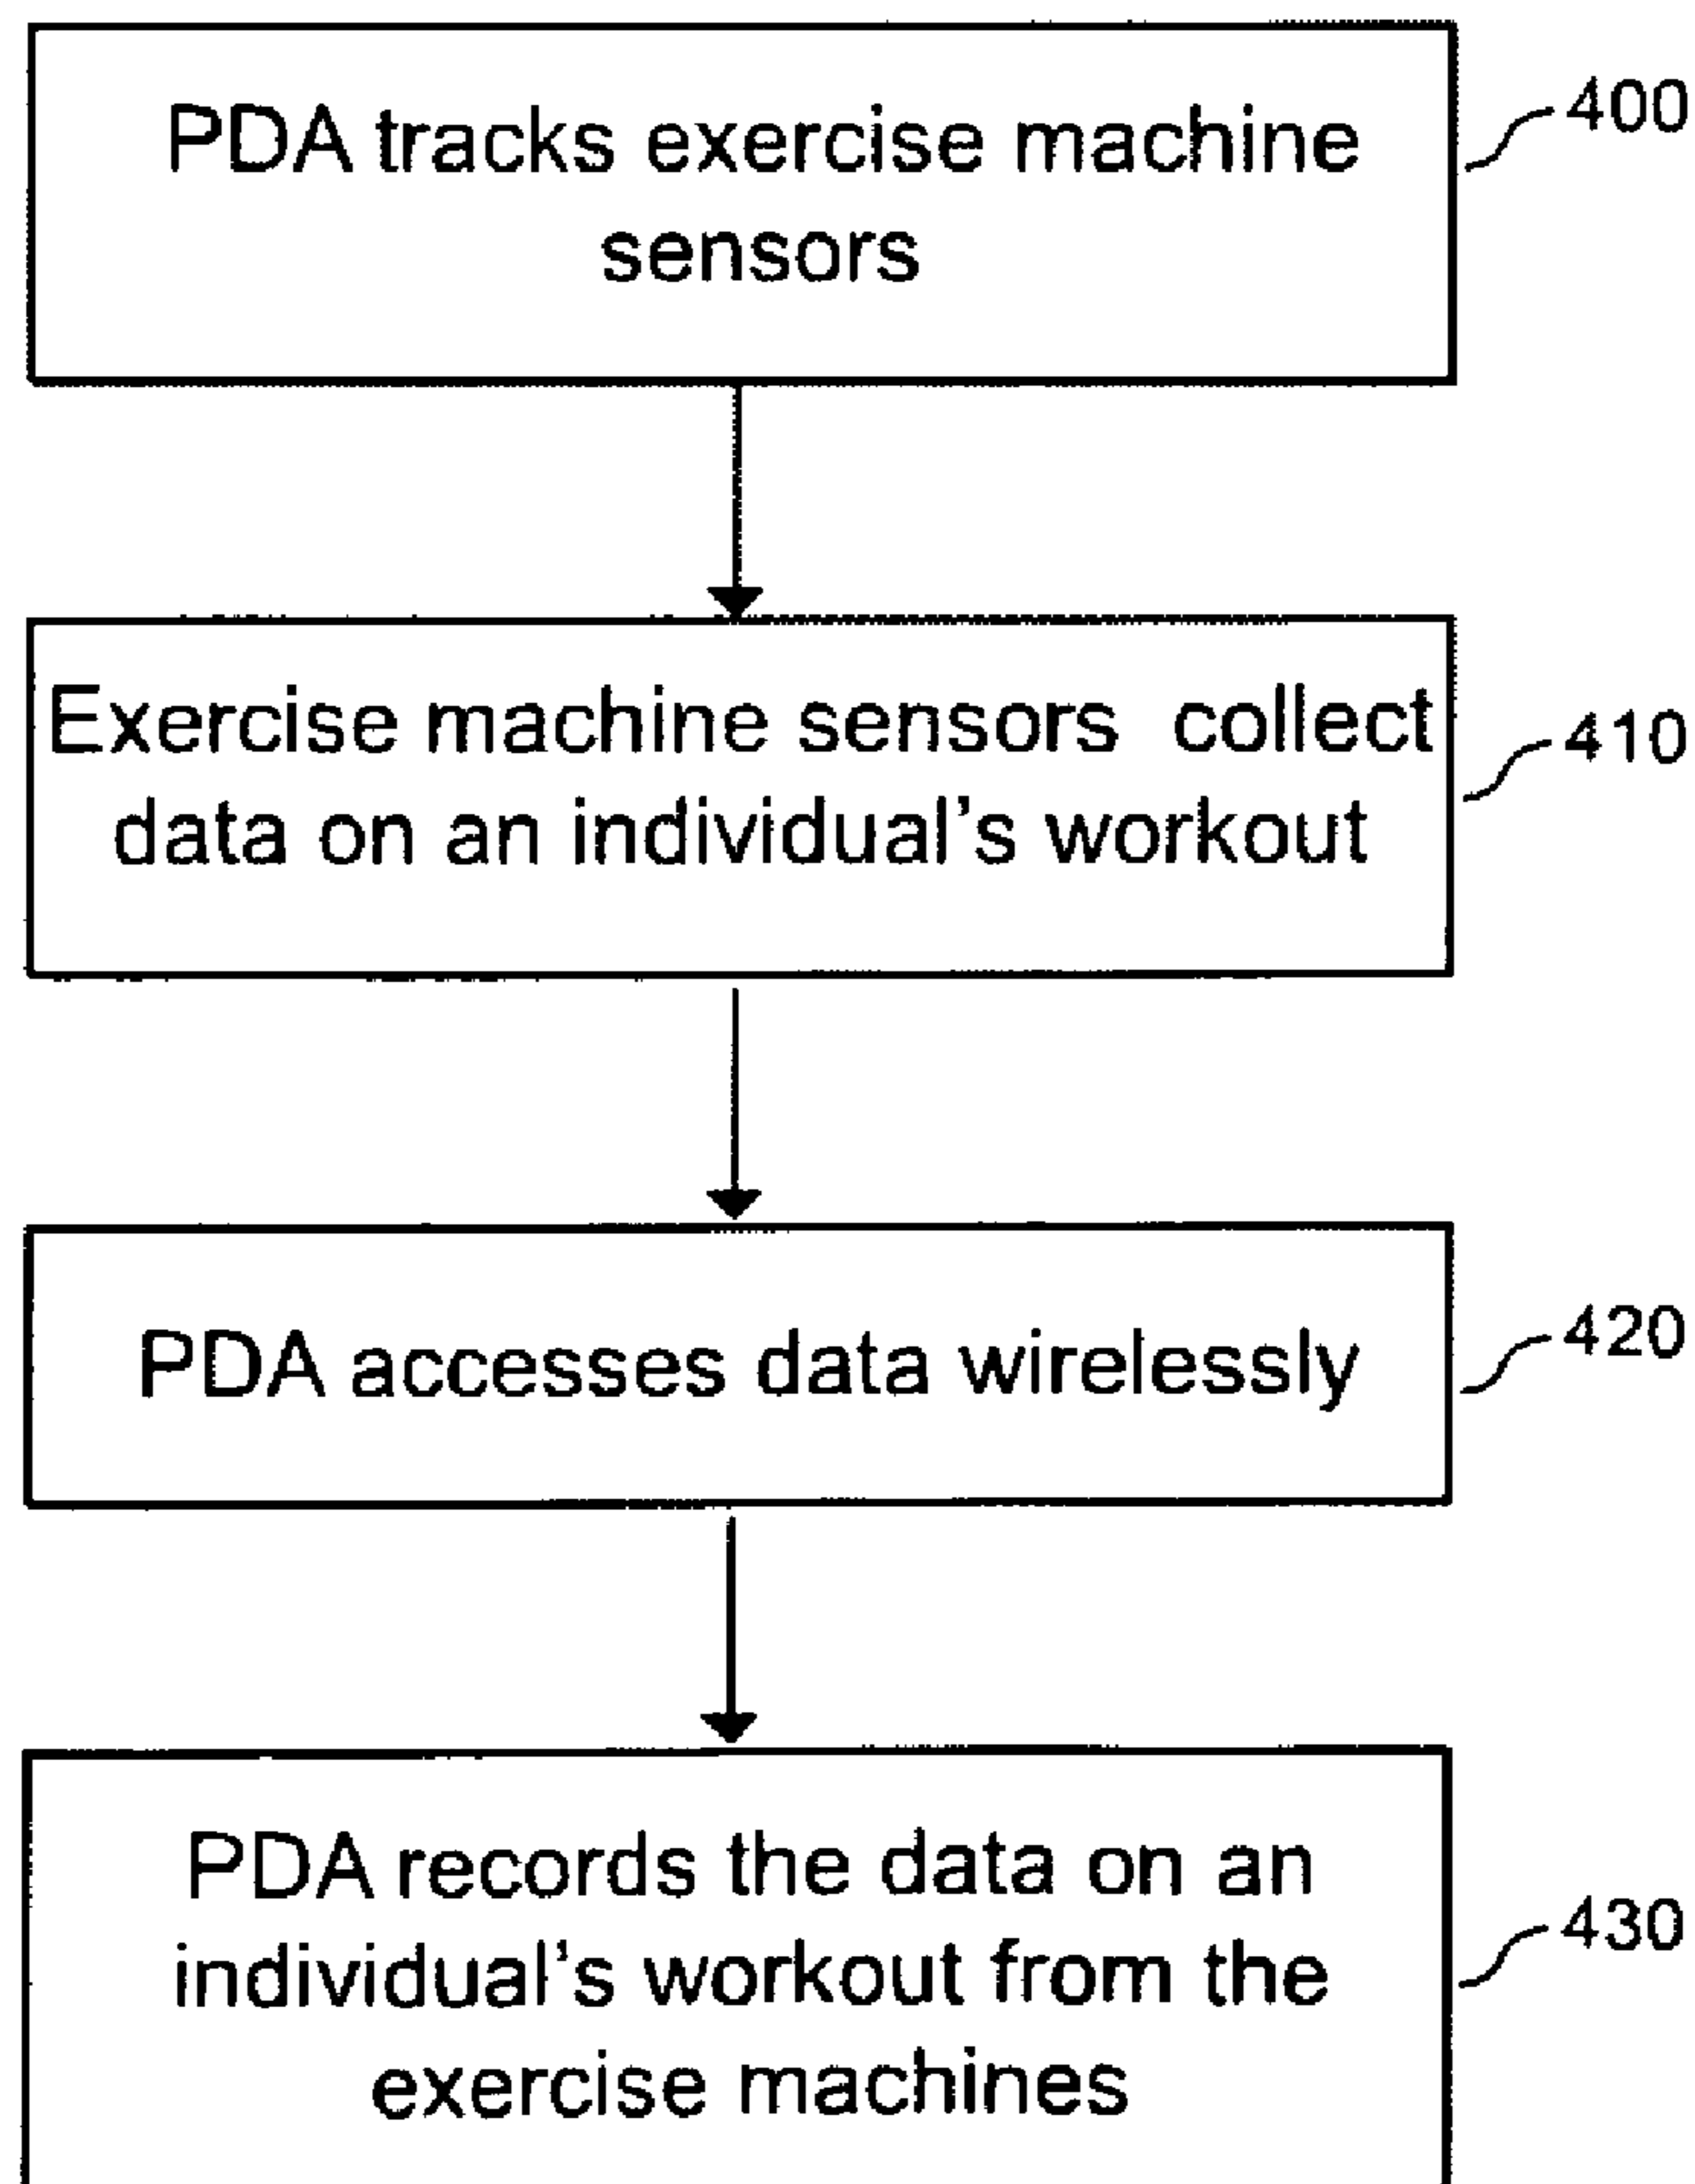 PDA tracks exercise machine
sensors
400
Exercise machine sensors collect
data on an individual's workout
410
PDA accesses data wirelessly
420
PDA records the data on an
individual's workout from the
exercise machines
430